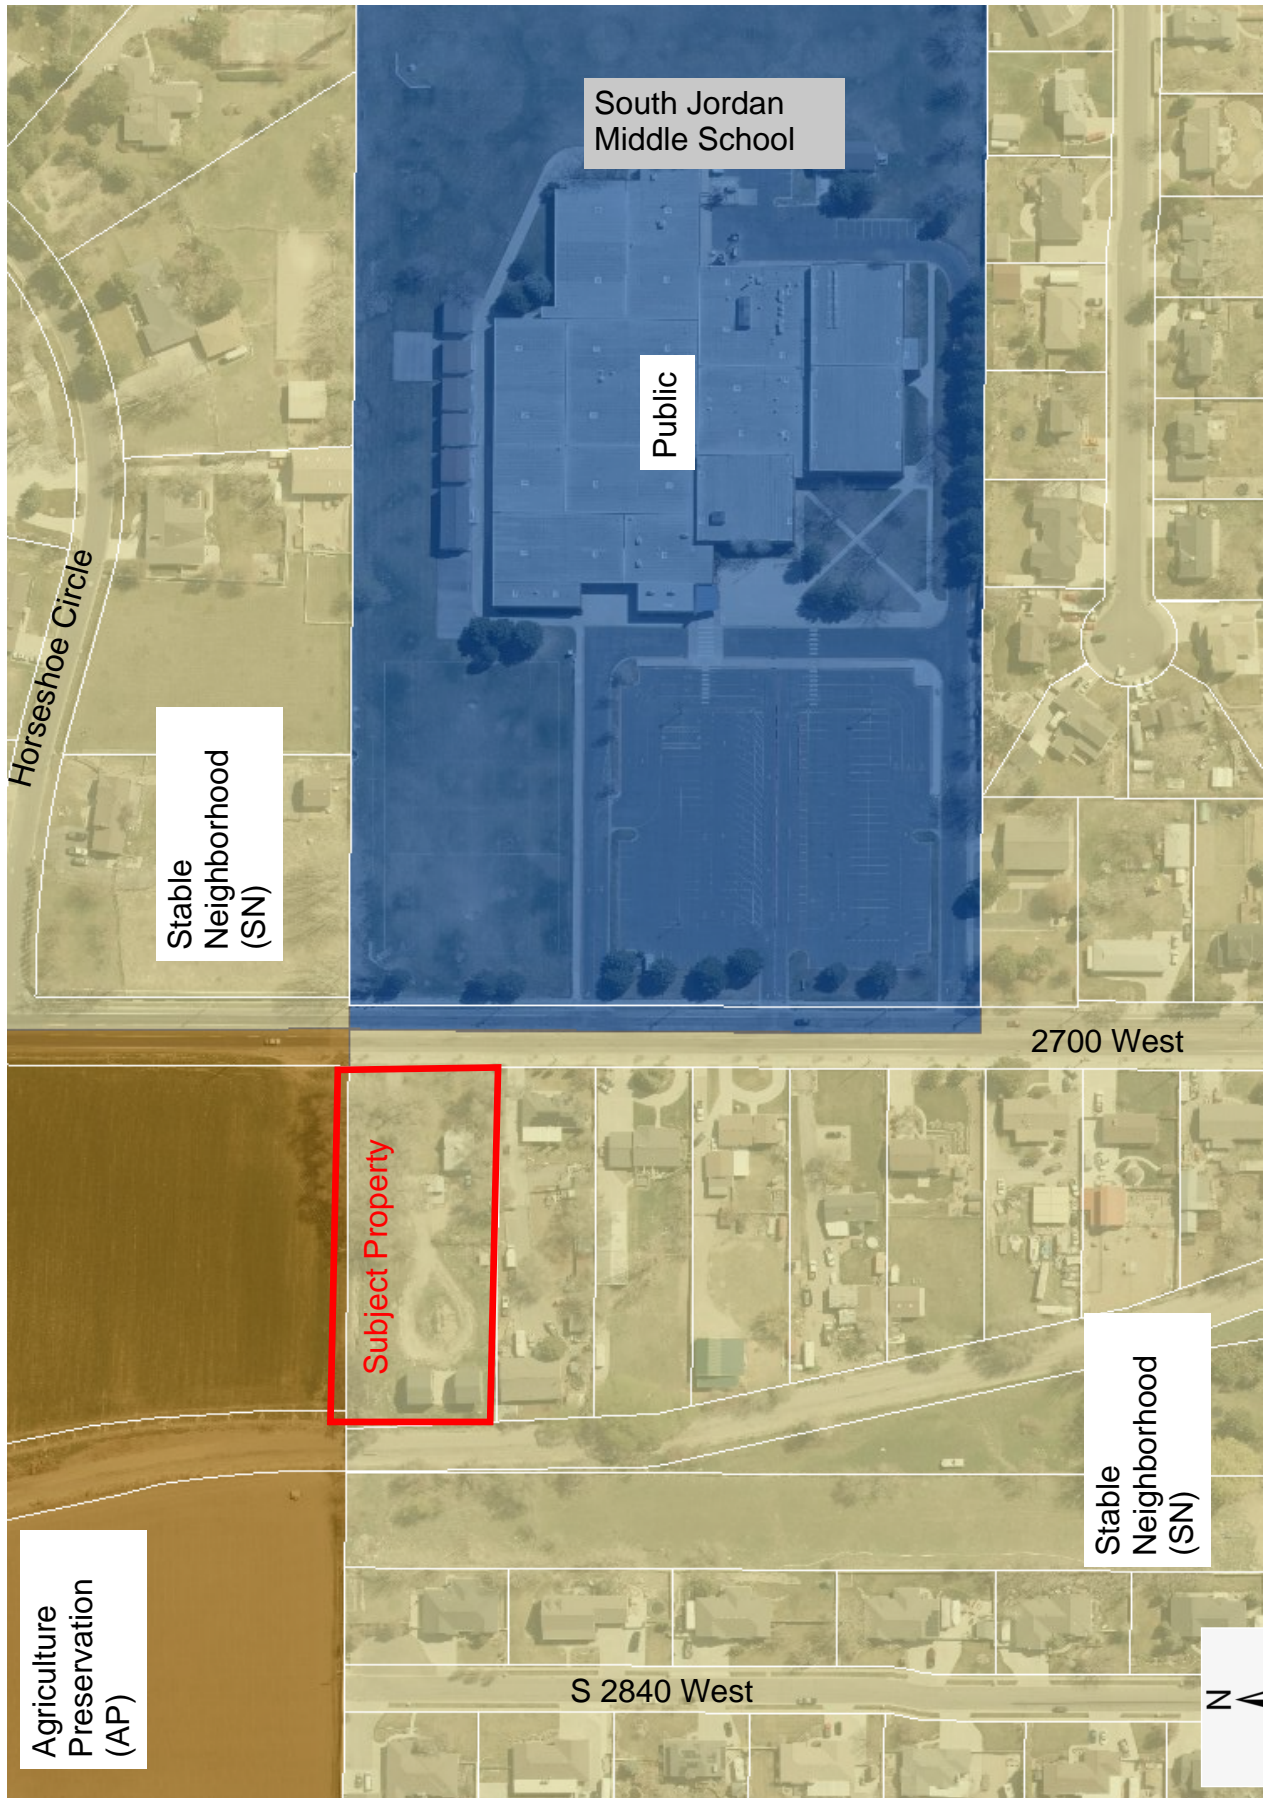 South Jordan
Middle School
Public
Horseshoe Circle
Stable
Neighborhood
(SN)
2700 West
Subject Property
Stable
Neighborhood
(SN)
Agriculture
Preservation
(AP)
S 2840 West
N